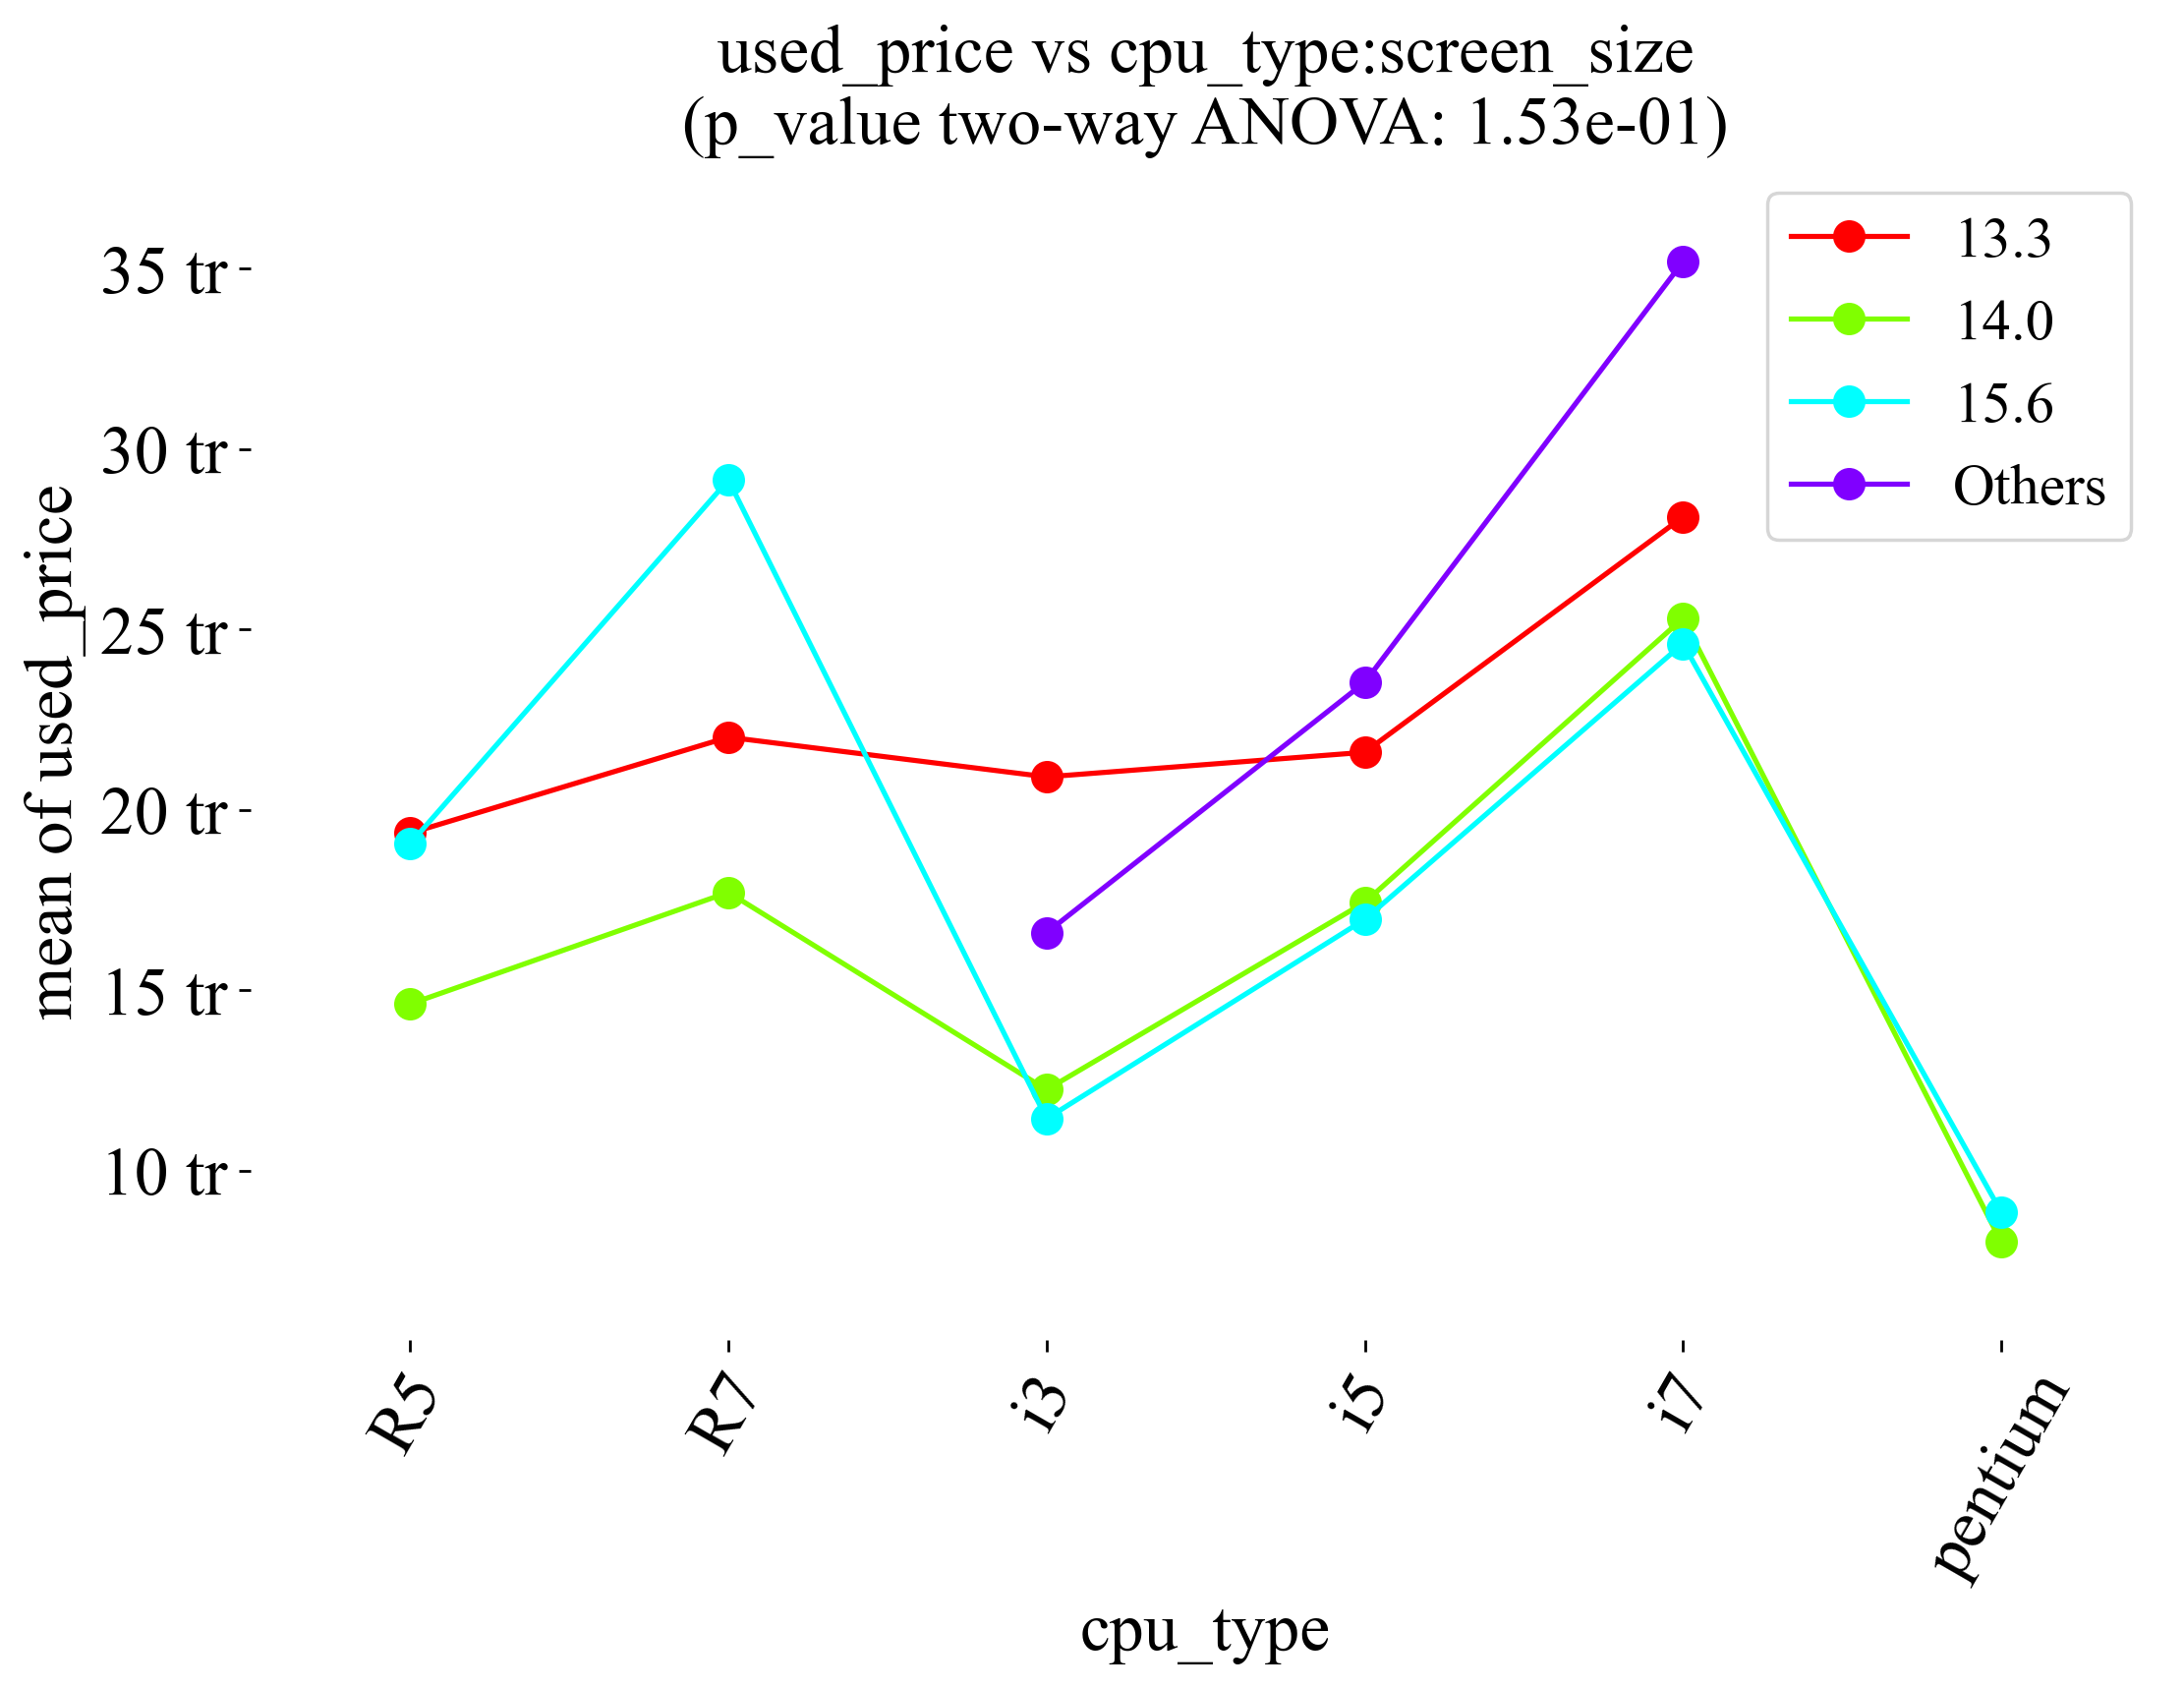 used_price vs cpu_type:screen_size
(p_value two-way ANOVA: 1.53e-01)
13.3
14.0
15.6
Others
mean of used_price
35 tr
30 tr
25 tr
20 tr
15 tr
10 tr
R5
R7
i3
i5
i7
pentium
cpu_type